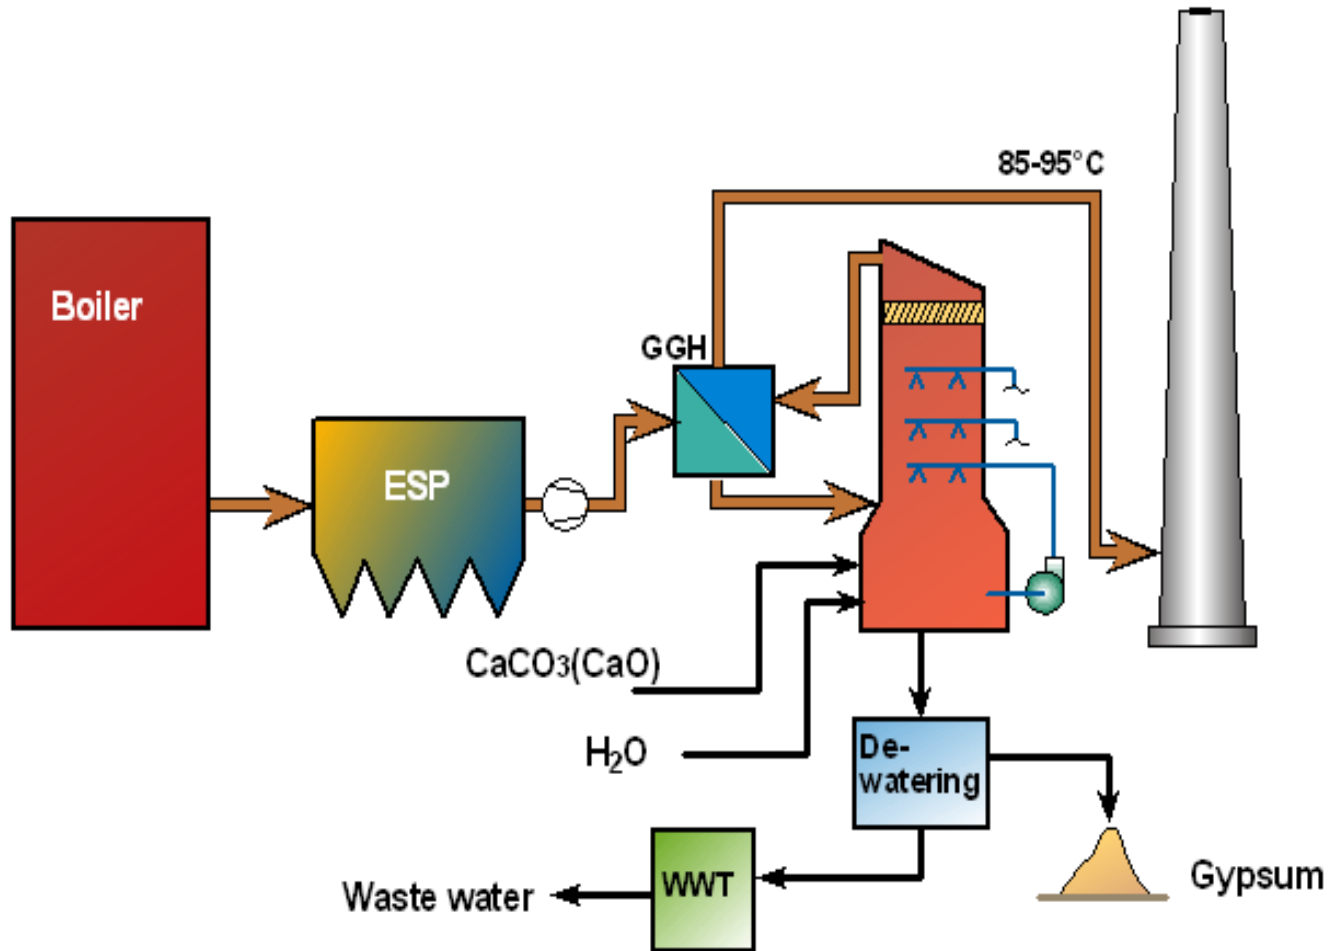 85-95°C
Boiler
GGH
ESP
CaCO₃(CaO)
H₂O
De-
watering
WWT
Waste water
Gypsum